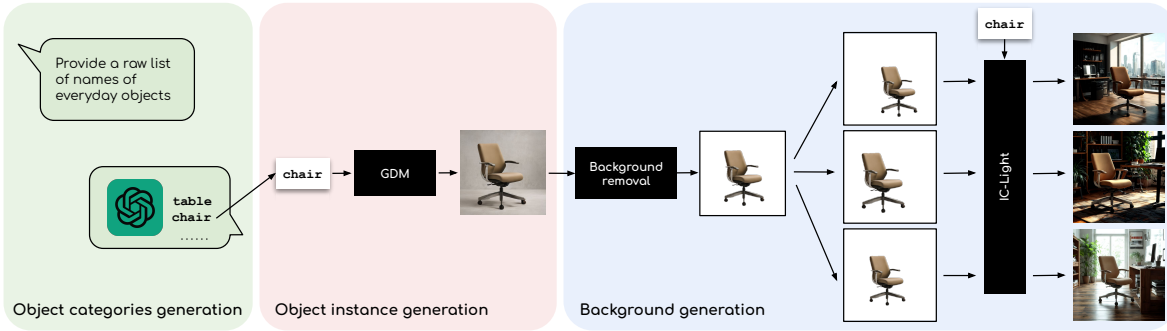 Provide a raw list
of names of
everyday objects
table
chair
......
Object categories generation
chair
GDM
Object instance generation
Background
removal
chair
IC-Light
Background generation